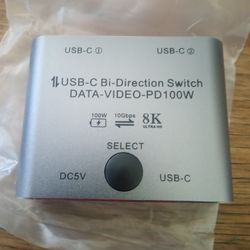 USB-C ① USB-C ②
USB-C Bi-Direction Switch
DATA-VIDEO-PD100W
100W 10Gbps 8K
ULTRA HD
SELECT
DC5V USB-C